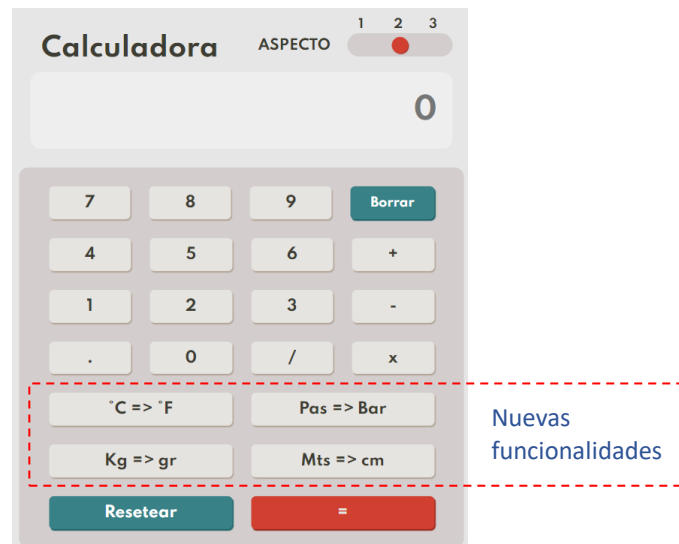 1 2 3
Calculadora ASPECTO
0
7 8 9 Borrar
4 5 6 +
1 2 3 -
. 0 / x
°C => °F Pas => Bar
Kg => gr Mts => cm
Nuevas
funcionalidades
Resetear =